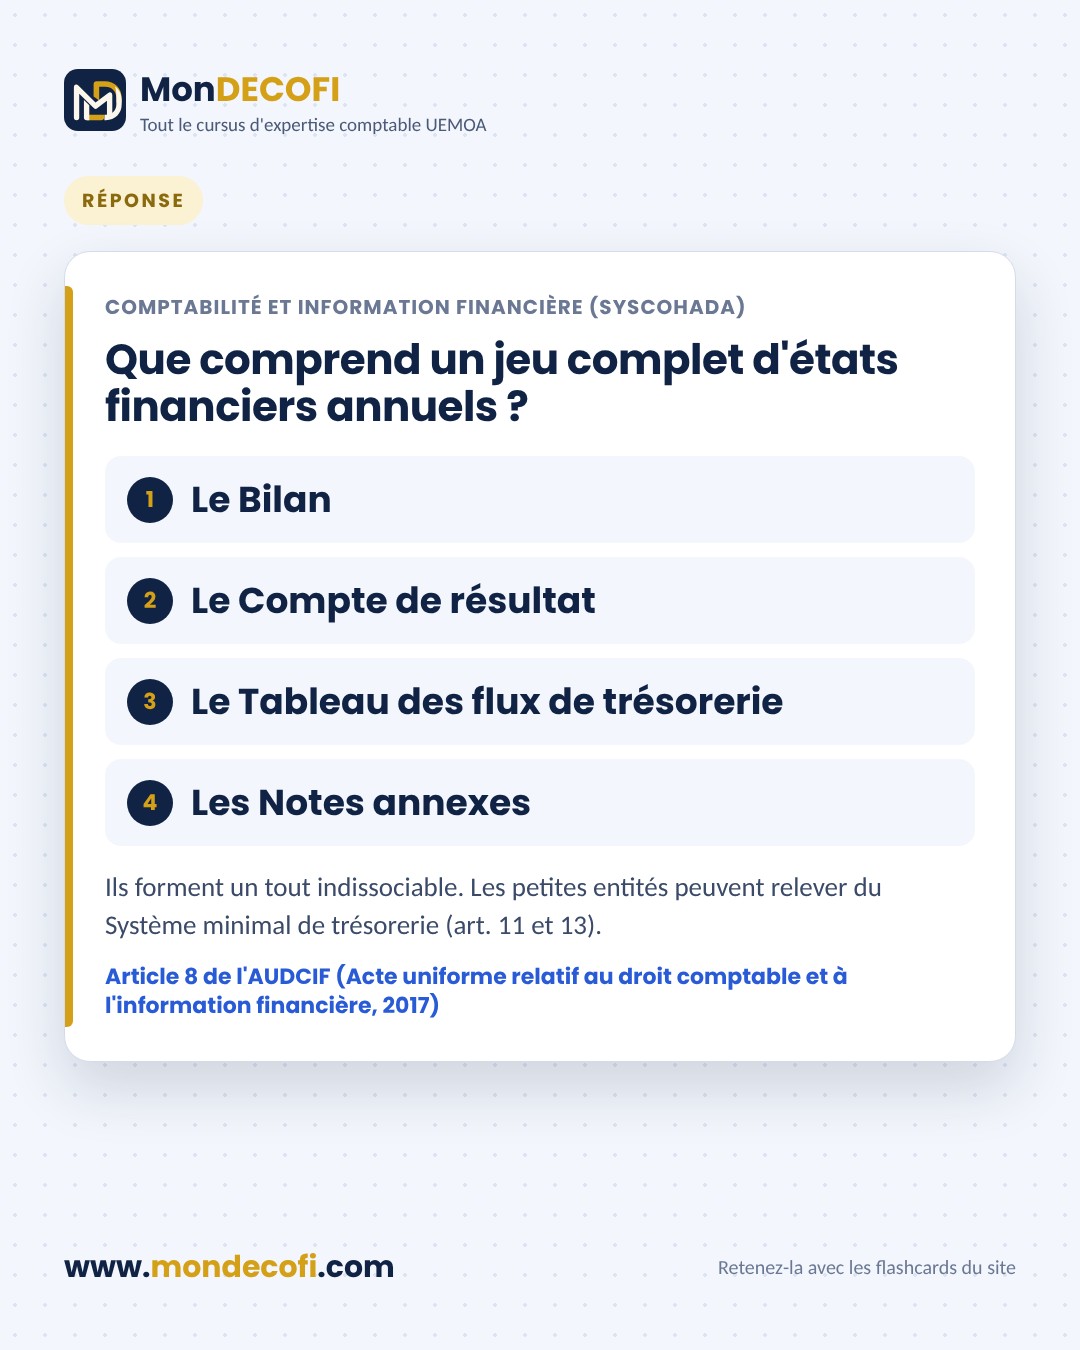 MonDECOFI
Tout le cursus d'expertise comptable UEMOA
RÉPONSE
COMPTABILITÉ ET INFORMATION FINANCIÈRE (SYSCOHADA)
Que comprend un jeu complet d'états
financiers annuels ?
1 Le Bilan
2 Le Compte de résultat
3 Le Tableau des flux de trésorerie
4 Les Notes annexes
Ils forment un tout indissociable. Les petites entités peuvent relever du
Système minimal de trésorerie (art. 11 et 13).
Article 8 de l'AUDCIF (Acte uniforme relatif au droit comptable et à
l'information financière, 2017)
www.mondecofi.com
Retenez-la avec les flashcards du site